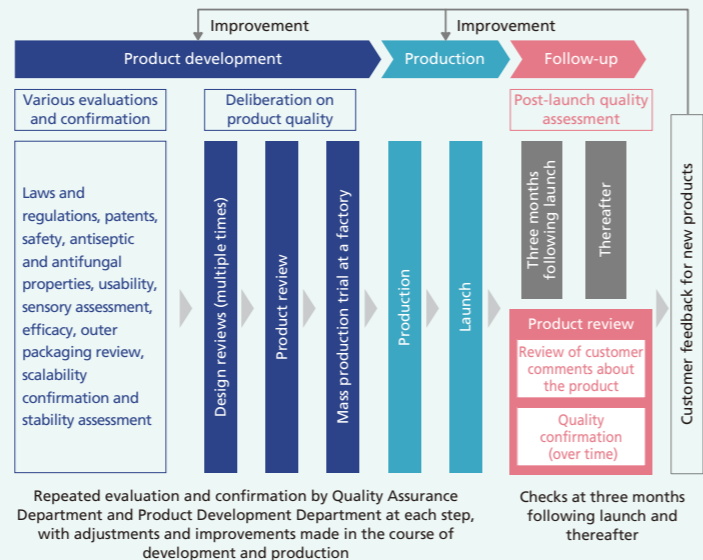 Improvement
Improvement
Product development
Production
Follow-up
Various evaluations
and confirmation
Deliberation on
product quality
Post-launch quality
assessment
Laws and
regulations, patents,
safety, antiseptic
and antifungal
properties, usability,
sensory assessment,
efficacy, outer
packaging review,
scalability
confirmation and
stability assessment
Design reviews (multiple times)
Product review
Mass production trial at a factory
Production
Launch
Three months
following launch
Thereafter
Product review
Review of customer
comments about
the product
Quality
confirmation
(over time)
Customer feedback for new products
Repeated evaluation and confirmation by Quality Assurance
Department and Product Development Department at each step,
with adjustments and improvements made in the course of
development and production
Checks at three months
following launch and
thereafter